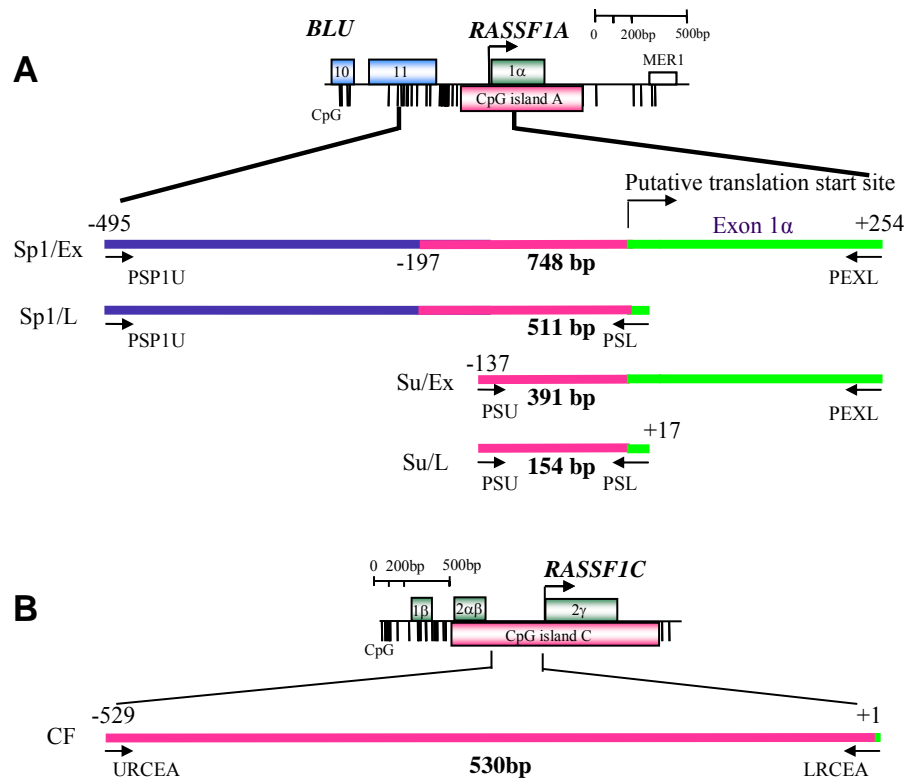 A
BLU
RASSF1A
0 200bp 500bp
MER1
10 11 1α
CpG island A
CpG
Putative translation start site
-495 +254
Sp1/Ex Exon 1α
-197 748 bp
PSP1U PEXL
Sp1/L
511 bp
PSP1U PSL
-137
Su/Ex
391 bp
PSU PEXL
+17
Su/L
154 bp
PSU PSL
B
0 200bp 500bp
RASSF1C
1β 2αβ 2γ
CpG island C
CpG
-529 +1
CF
URCEA 530bp LRCEA